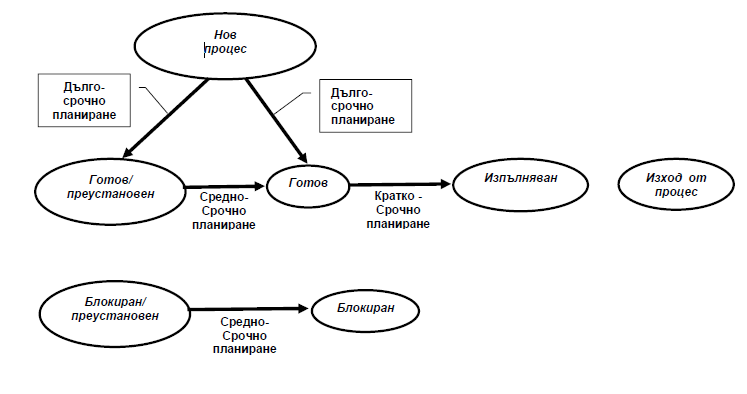 Нов
процес
Дълго-
срочно
планиране
Дълго-
срочно
планиране
Готов/
преустановен
Средно-
Срочно
планиране
Готов
Кратко -
Срочно
планиране
Изпълняван
Изход от
процес
Блокиран/
преустановен
Средно-
Срочно
планиране
Блокиран